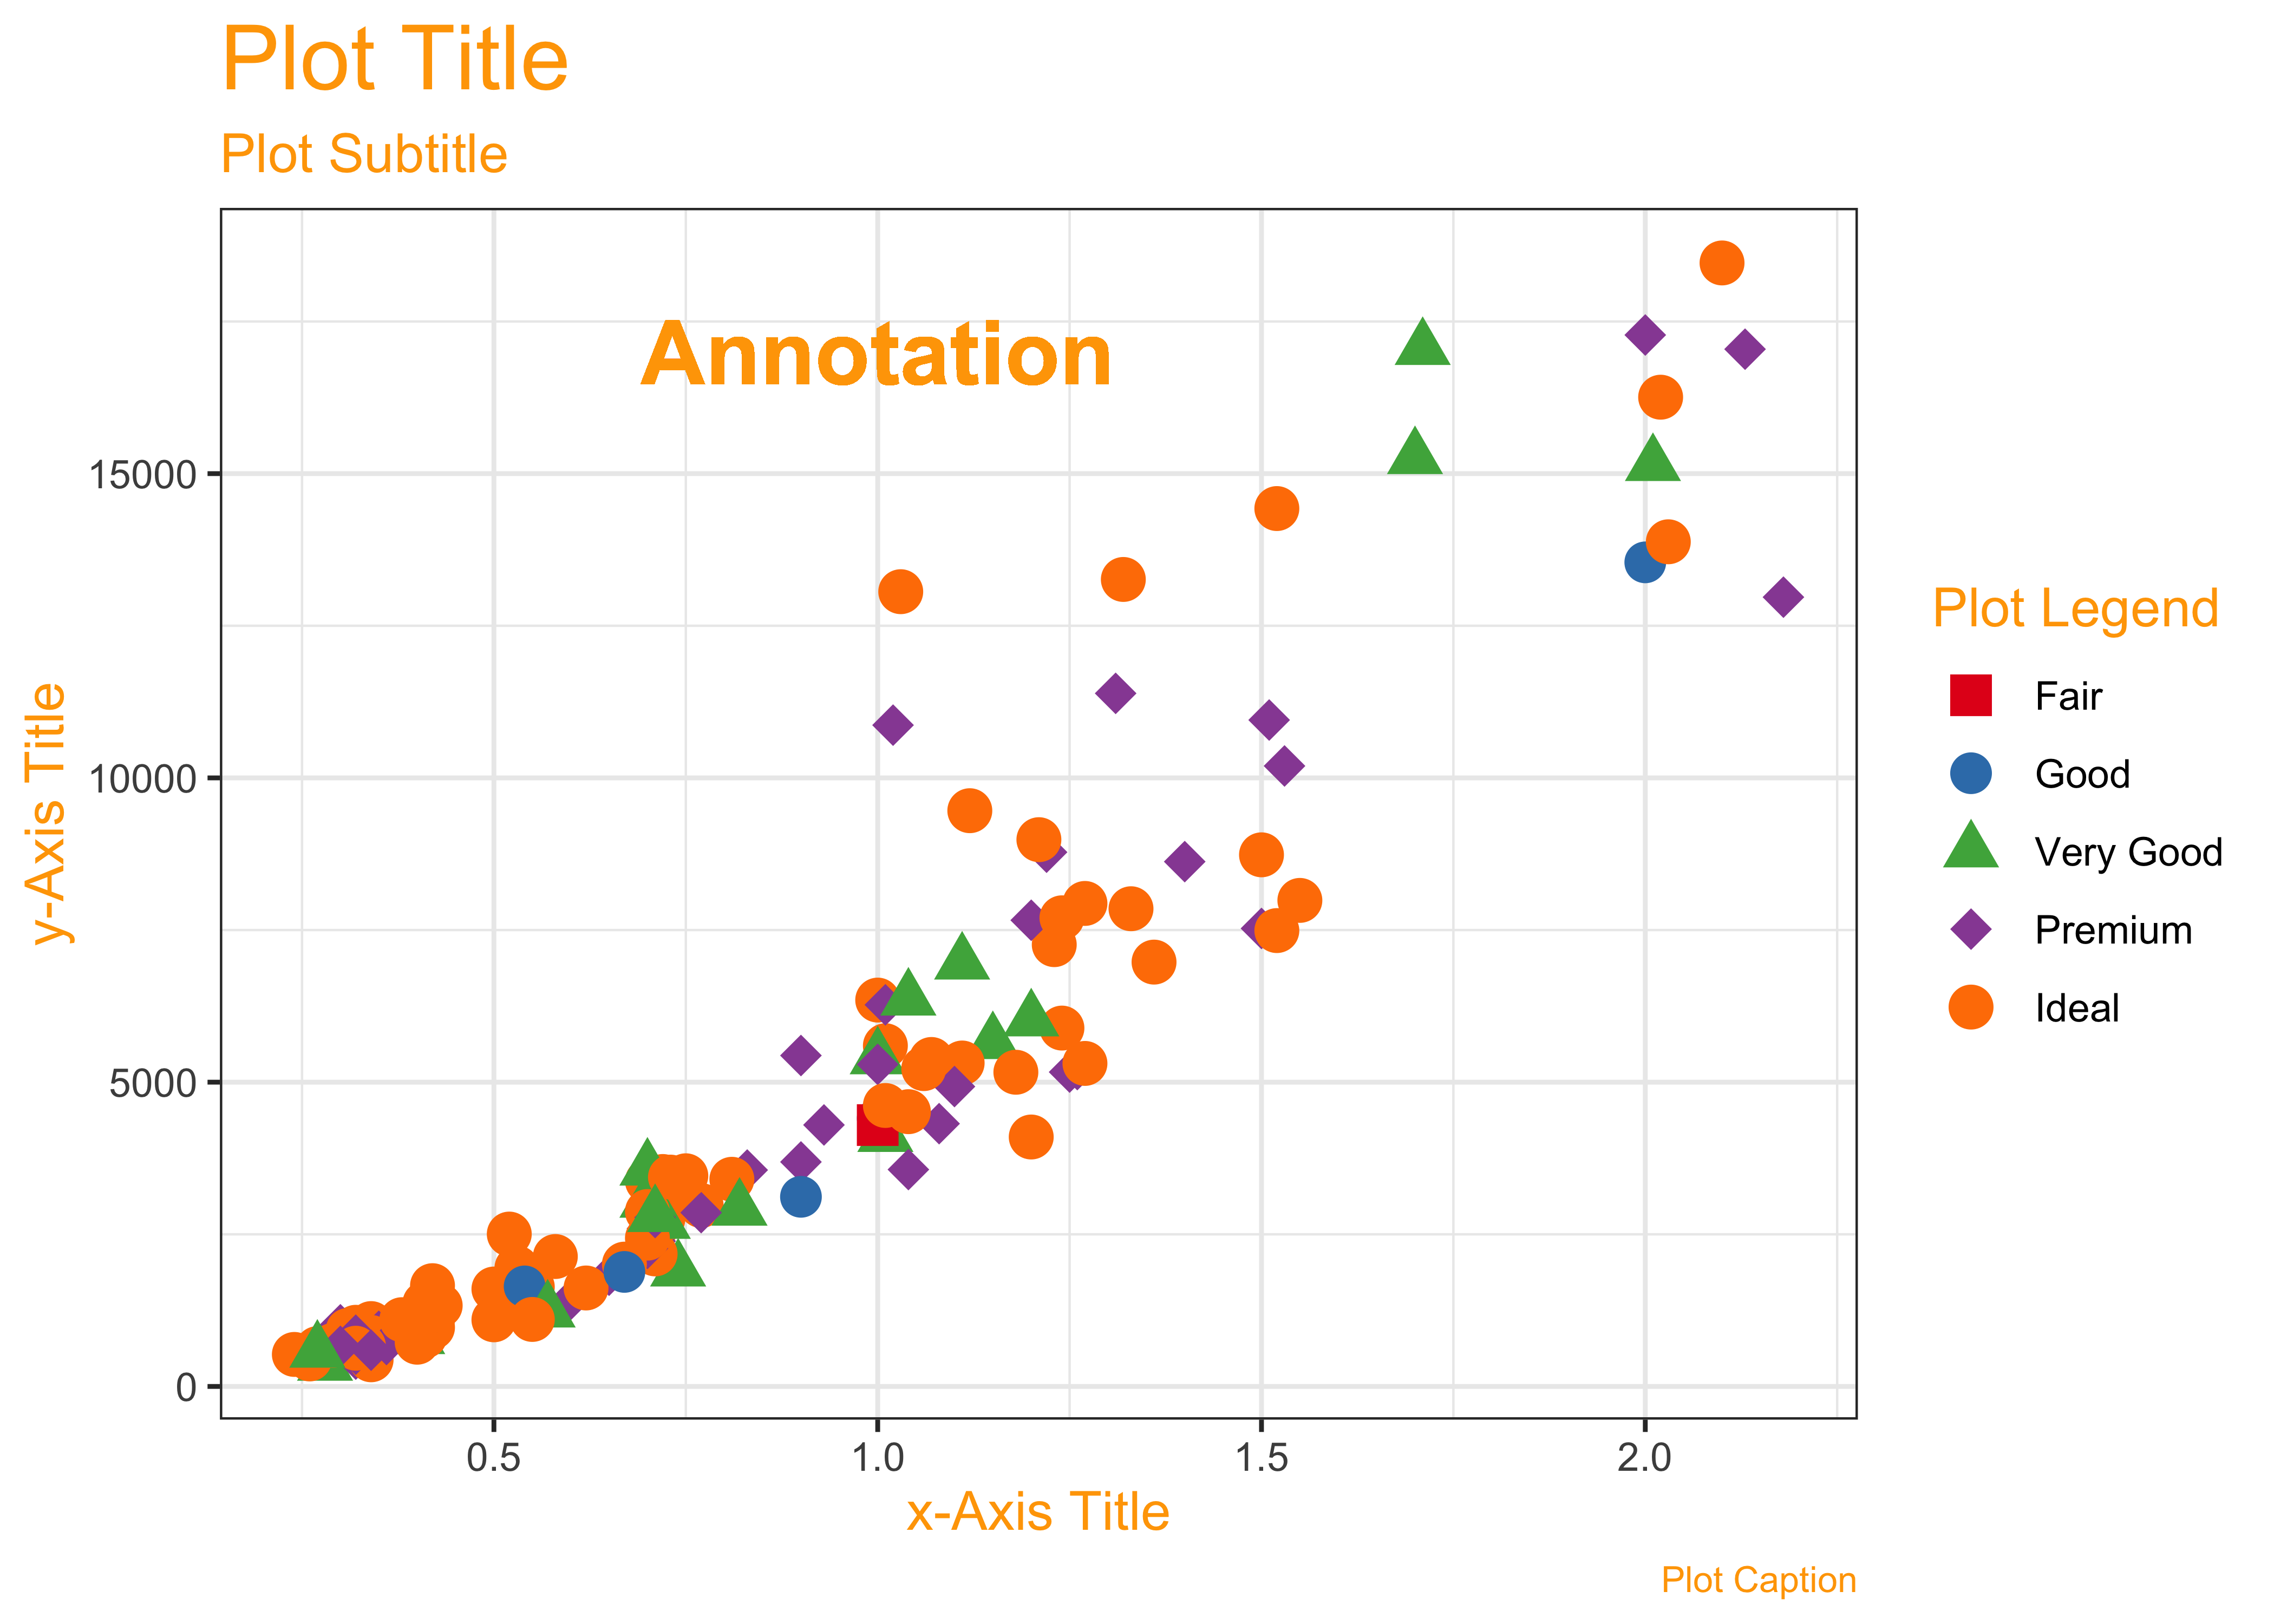 Plot Title
Plot Subtitle
Annotation
15000
10000
5000
0
y-Axis Title
0.5
1.0
1.5
2.0
x-Axis Title
Plot Legend
Fair
Good
Very Good
Premium
Ideal
Plot Caption